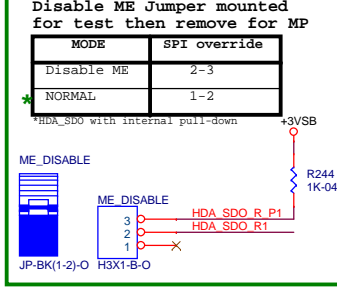 Disable ME Jumper mounted
for test then remove for MP
MODE SPI override
Disable ME 2-3
* NORMAL 1-2
*HDA_SDO with internal pull-down
+3VSB
ME_DISABLE
R244
1K-04
ME_DISABLE
3 HDA_SDO_R_P1
2 HDA_SDO_R1
1
JP-BK(1-2)-O H3X1-B-O